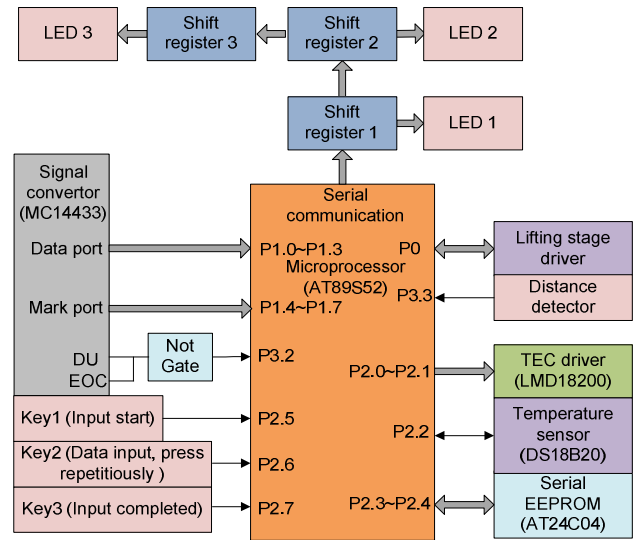 LED 3
Shift
register 3
Shift
register 2
LED 2
Shift
register 1
LED 1
Signal
convertor
(MC14433)
Data port
Mark port
DU
EOC
Not
Gate
Key1 (Input start)
Key2 (Data input, press
repetitiously )
Key3 (Input completed)
Serial
communication
P1.0~P1.3
P0
Microprocessor
(AT89S52)
P3.3
P1.4~P1.7
P3.2
P2.0~P2.1
P2.5
P2.2
P2.6
P2.3~P2.4
P2.7
Lifting stage
driver
Distance
detector
TEC driver
(LMD18200)
Temperature
sensor
(DS18B20)
Serial
EEPROM
(AT24C04)